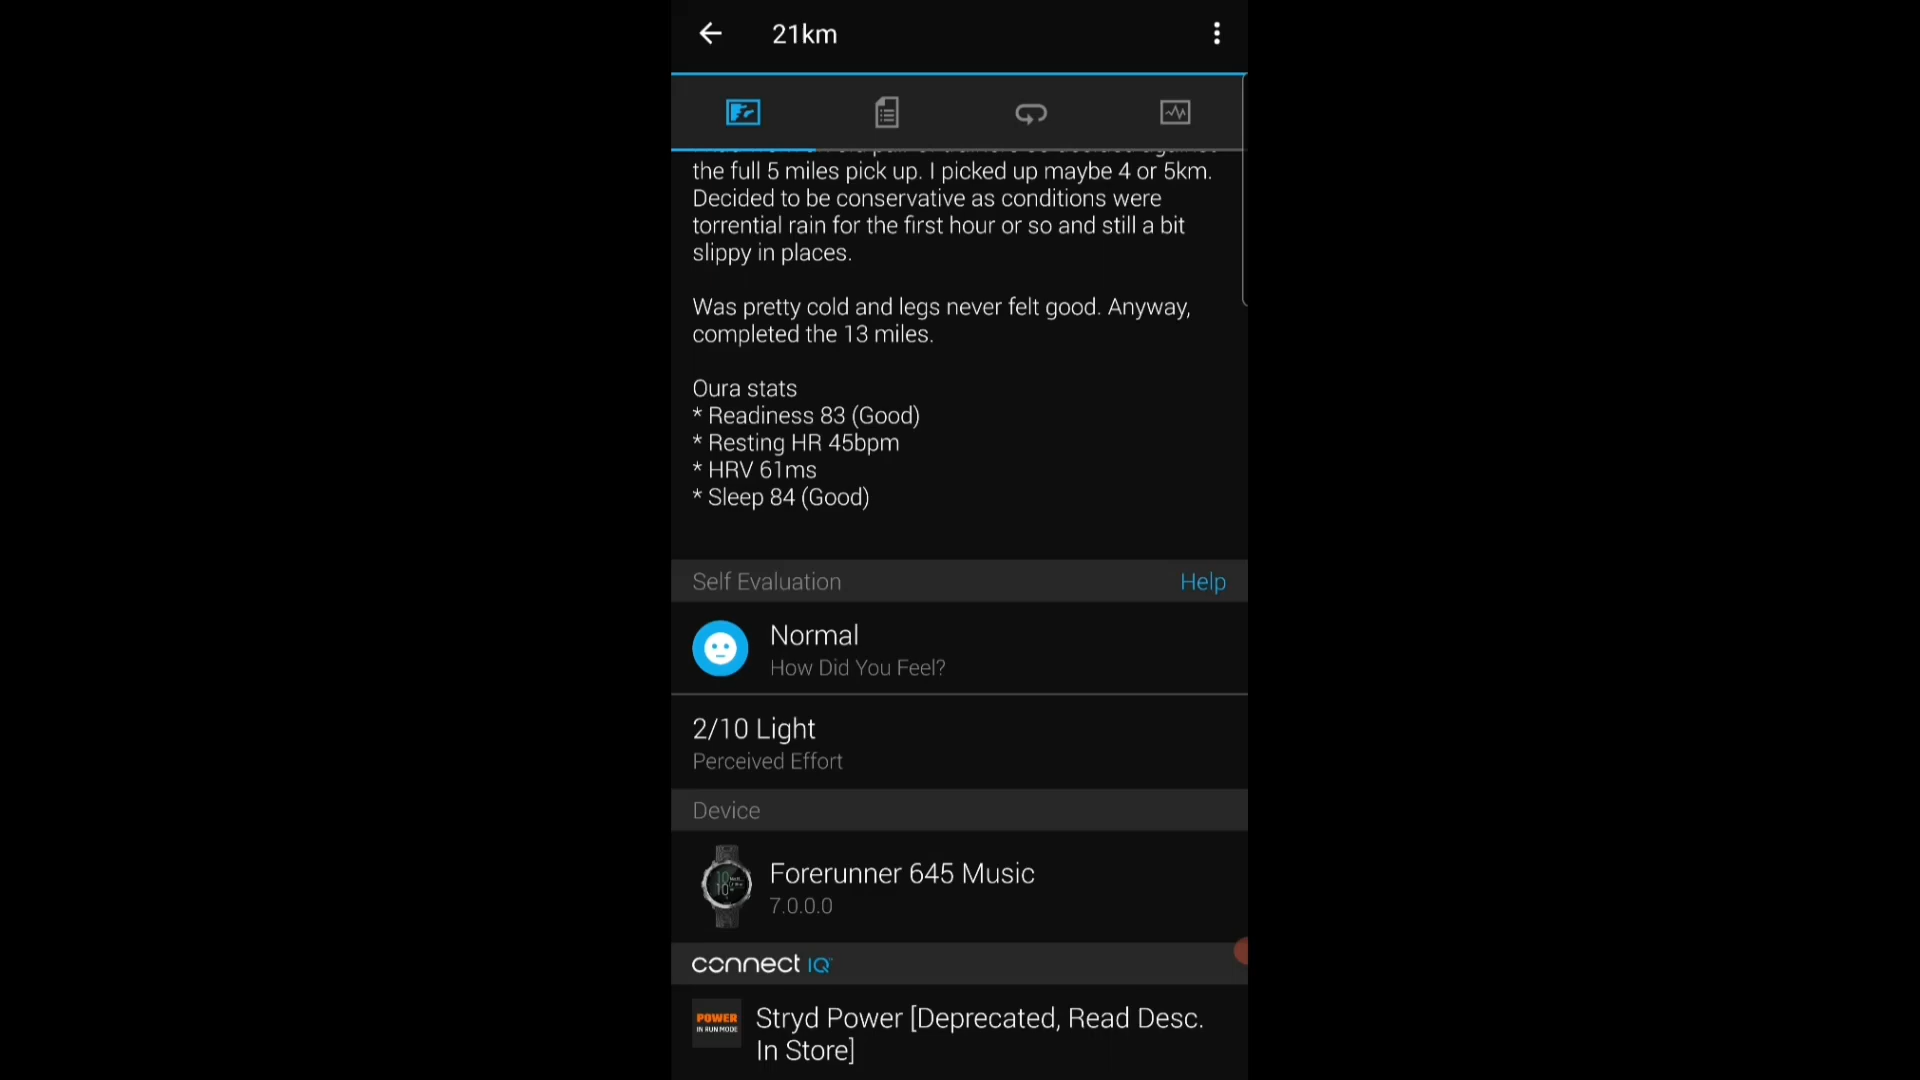 21km
the full 5 miles pick up. I picked up maybe 4 or 5km.
Decided to be conservative as conditions were
torrential rain for the first hour or so and still a bit
slippy in places.
Was pretty cold and legs never felt good. Anyway,
completed the 13 miles.
Oura stats
* Readiness 83 (Good)
* Resting HR 45bpm
* HRV 61ms
* Sleep 84 (Good)
Self Evaluation
Help
Normal
How Did You Feel?
2/10 Light
Perceived Effort
Device
Forerunner 645 Music
7.0.0.0
connect IQ
POWER
IN RUN MODE
Stryd Power [Deprecated, Read Desc.
In Store]